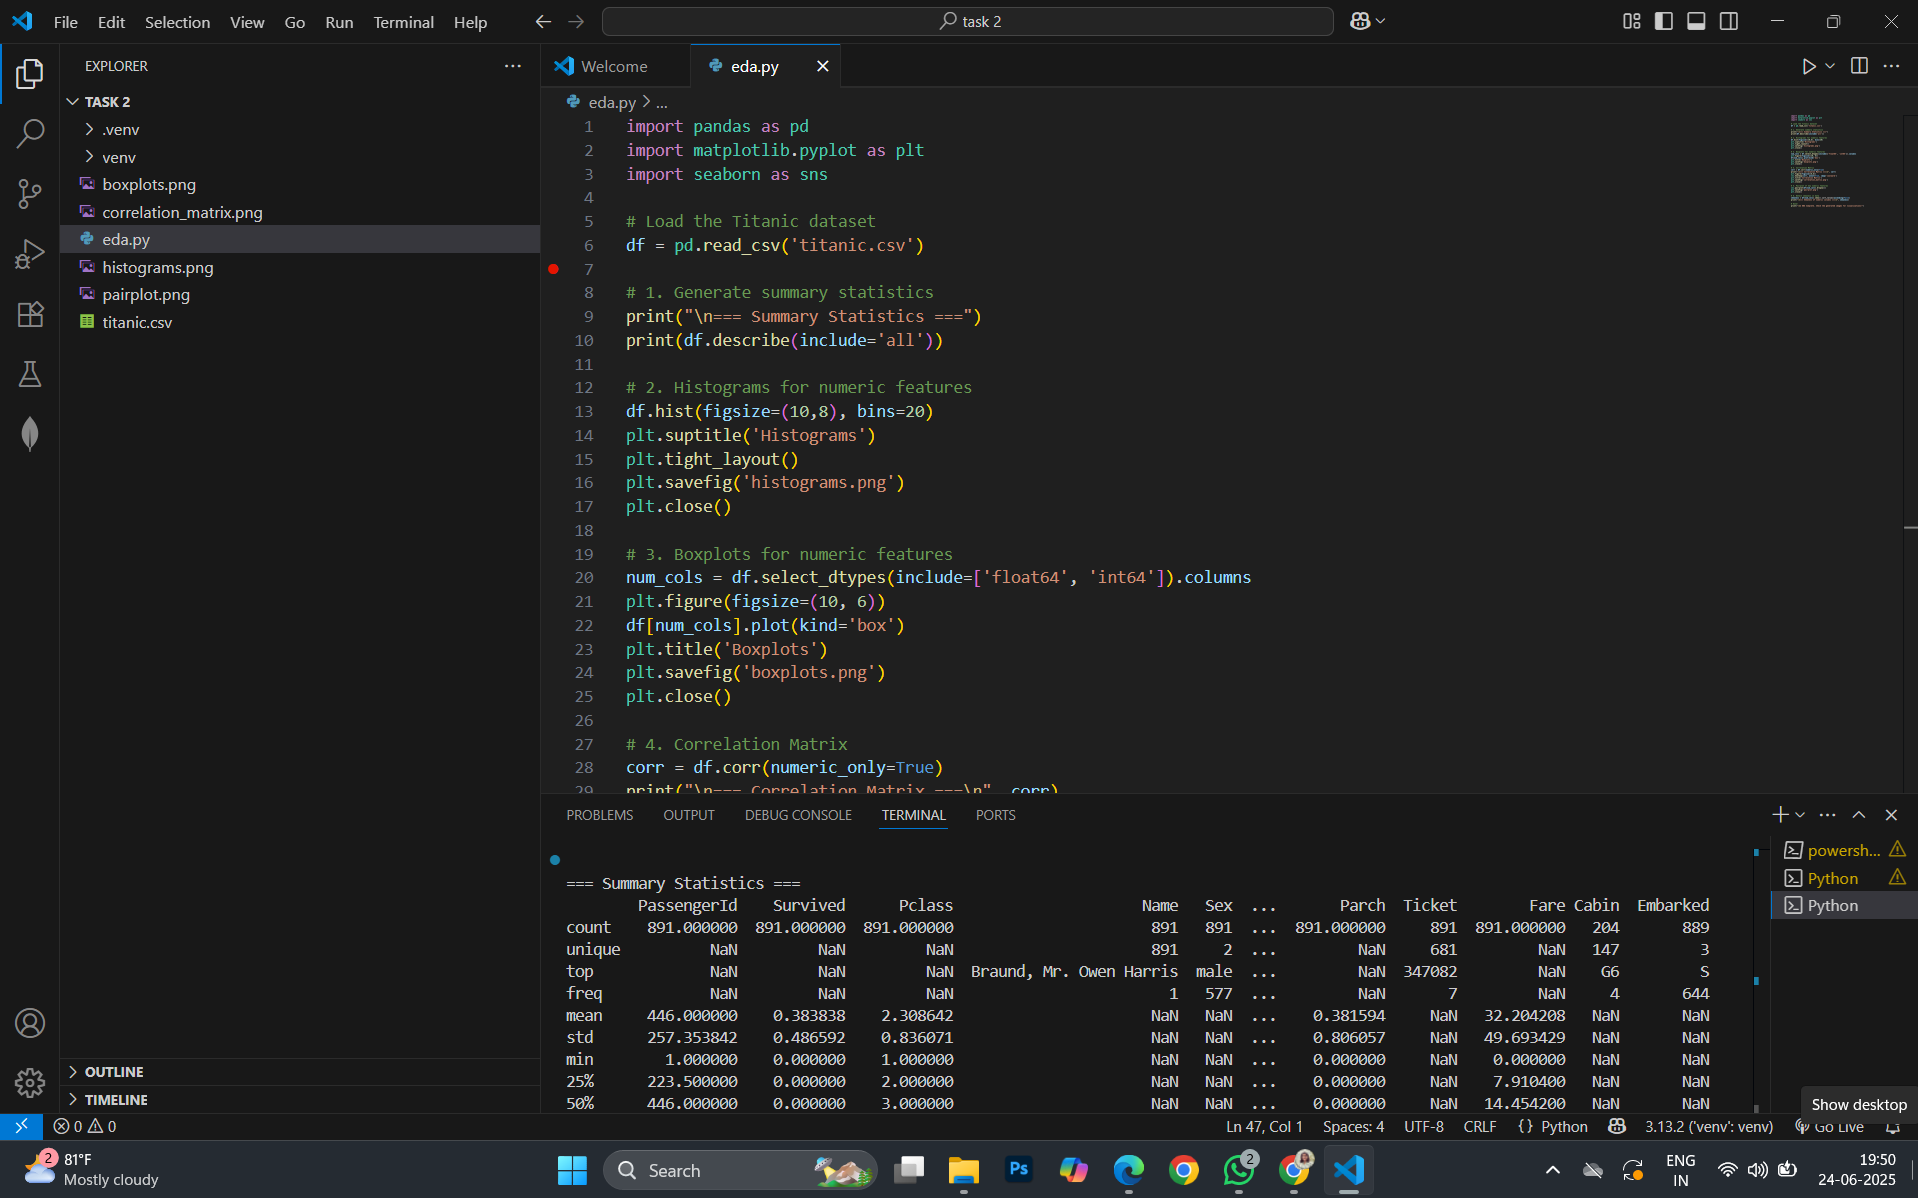 File Edit Selection View Go Run Terminal Help
task 2
EXPLORER
TASK 2
.venv
venv
boxplots.png
correlation_matrix.png
eda.py
histograms.png
pairplot.png
titanic.csv
OUTLINE
TIMELINE
Welcome
eda.py
eda.py > ...
1 import pandas as pd
2 import matplotlib.pyplot as plt
3 import seaborn as sns
4
5 # Load the Titanic dataset
6 df = pd.read_csv('titanic.csv')
7
8 # 1. Generate summary statistics
9 print("\n=== Summary Statistics ===")
10 print(df.describe(include='all'))
11
12 # 2. Histograms for numeric features
13 df.hist(figsize=(10,8), bins=20)
14 plt.suptitle('Histograms')
15 plt.tight_layout()
16 plt.savefig('histograms.png')
17 plt.close()
18
19 # 3. Boxplots for numeric features
20 num_cols = df.select_dtypes(include=['float64', 'int64']).columns
21 plt.figure(figsize=(10, 6))
22 df[num_cols].plot(kind='box')
23 plt.title('Boxplots')
24 plt.savefig('boxplots.png')
25 plt.close()
26
27 # 4. Correlation Matrix
28 corr = df.corr(numeric_only=True)
29 print("\n=== Correlation Matrix ===\n", corr)
PROBLEMS OUTPUT DEBUG CONSOLE TERMINAL PORTS
=== Summary Statistics ===
PassengerId Survived Pclass Name Sex ... Parch Ticket Fare Cabin Embarked
count 891.000000 891.000000 891.000000 891 891 ... 891.000000 891 891.000000 204 889
unique NaN NaN NaN 891 2 ... NaN 681 NaN 147 3
top NaN NaN NaN Braund, Mr. Owen Harris male ... NaN 347082 NaN G6 S
freq NaN NaN NaN 1 577 ... NaN 7 NaN 4 644
mean 446.000000 0.383838 2.308642 NaN NaN ... 0.381594 NaN 32.204208 NaN NaN
std 257.353842 0.486592 0.836071 NaN NaN ... 0.806057 NaN 49.693429 NaN NaN
min 1.000000 0.000000 1.000000 NaN NaN ... 0.000000 NaN 0.000000 NaN NaN
25% 223.500000 0.000000 2.000000 NaN NaN ... 0.000000 NaN 7.910400 NaN NaN
50% 446.000000 0.000000 3.000000 NaN NaN ... 0.000000 NaN 14.454200 NaN NaN
powersh...
Python
Python
Show desktop
0 0
Ln 47, Col 1 Spaces: 4 UTF-8 CRLF {} Python 3.13.2 ('venv': venv) Go Live
2
81°F
Mostly cloudy
Search
Ps
2
ENG
IN
19:50
24-06-2025